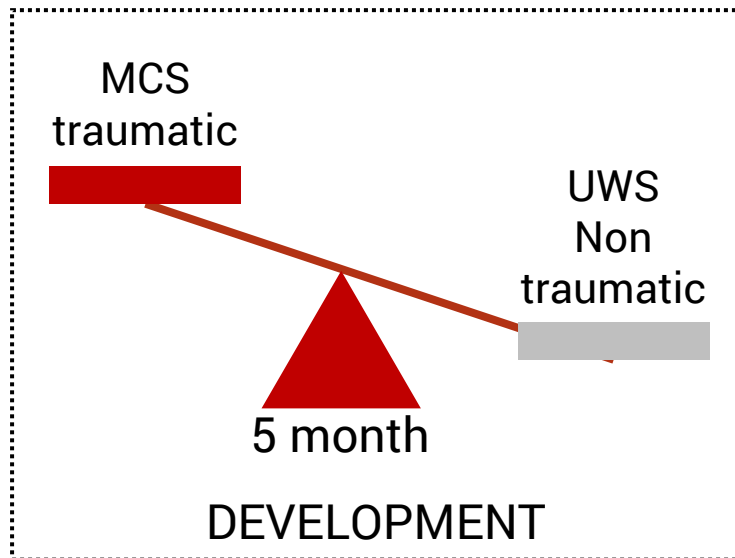 MCS
traumatic
UWS
Non
traumatic
5 month
DEVELOPMENT